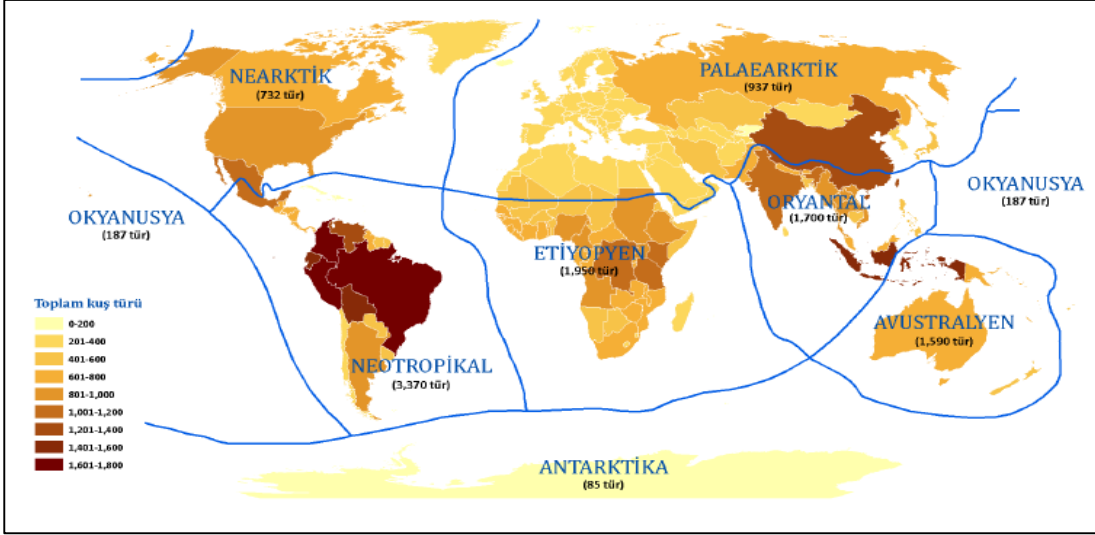 NEARKTİK
(732 tür)
PALAEARKTİK
(937 tür)
OKYANUSYA
(187 tür)
ORYANTAL
(1,700 tür)
OKYANUSYA
(187 tür)
ETİYOPYEN
(1,950 tür)
AVUSTRALYEN
(1,590 tür)
NEOTROPİKAL
(3,370 tür)
ANTARKTİKA
(85 tür)
Toplam kuş türü
0-200
201-400
401-600
601-800
801-1,000
1,001-1,200
1,201-1,400
1,401-1,600
1,601-1,800